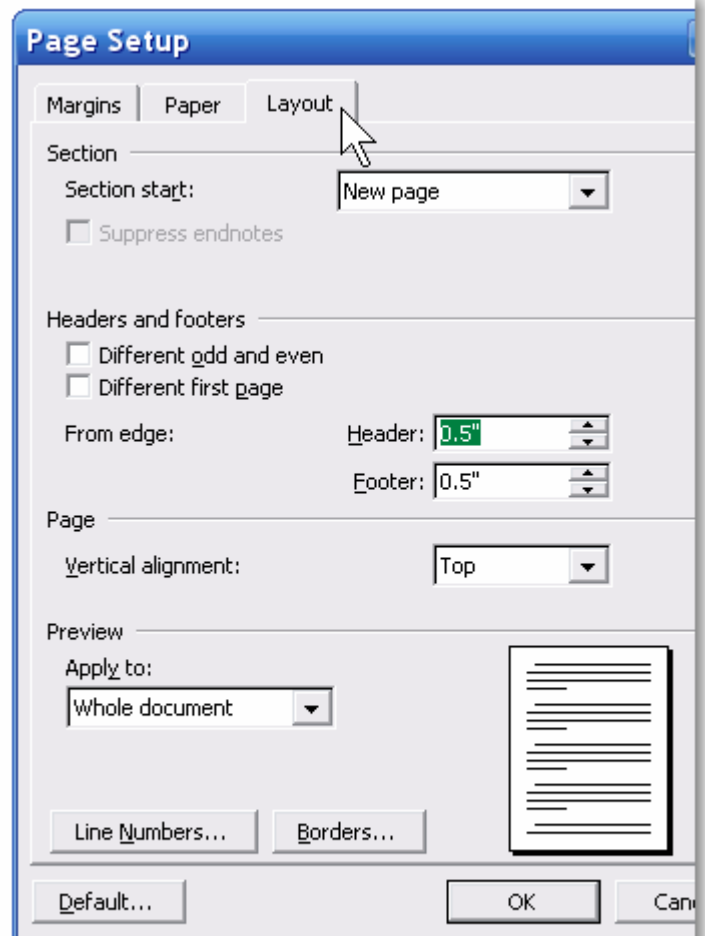 Page Setup
Margins Paper Layout
Section
Section start: New page
Suppress endnotes
Headers and footers
Different odd and even
Different first page
From edge: Header: 0.5"
Footer: 0.5"
Page
Vertical alignment: Top
Preview
Apply to:
Whole document
Line Numbers... Borders...
Default... OK Can